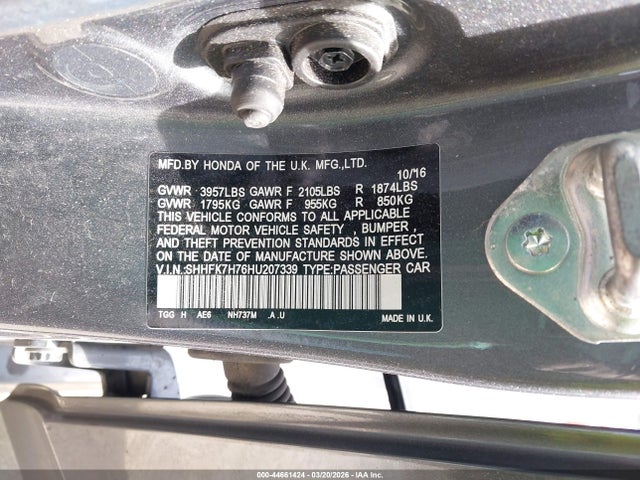 MFD.BY HONDA OF THE U.K. MFG.,LTD.
10/16
GVWR 3957LBS GAWR F 2105LBS R 1874LBS
GVWR 1795KG GAWR F 955KG R 850KG
THIS VEHICLE CONFORMS TO ALL APPLICABLE
FEDERAL MOTOR VEHICLE SAFETY , BUMPER ,
AND THEFT PREVENTION STANDARDS IN EFFECT
ON THE DATE OF MANUFACTURE SHOWN ABOVE.
V.I.N.:SHHFK7H76HU207339 TYPE:PASSENGER CAR
TGG H AE6 NH737M .A .U MADE IN U.K.
000-44661424 | 03/20/2026 | IAA Inc.